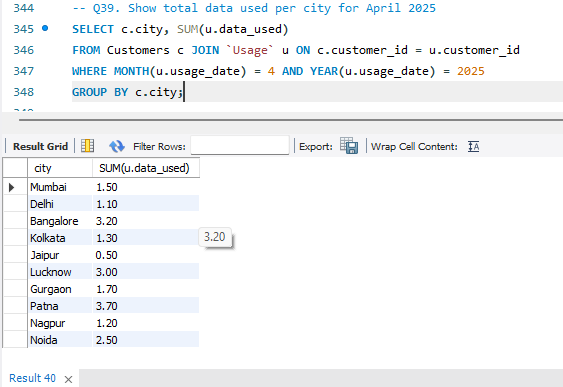 344 -- Q39. Show total data used per city for April 2025
345 SELECT c.city, SUM(u.data_used)
346 FROM Customers c JOIN `Usage` u ON c.customer_id = u.customer_id
347 WHERE MONTH(u.usage_date) = 4 AND YEAR(u.usage_date) = 2025
348 GROUP BY c.city;
Result Grid Filter Rows: Export: Wrap Cell Content: IA
city SUM(u.data_used)
Mumbai 1.50
Delhi 1.10
Bangalore 3.20
Kolkata 1.30 3.20
Jaipur 0.50
Lucknow 3.00
Gurgaon 1.70
Patna 3.70
Nagpur 1.20
Noida 2.50
Result 40 ×